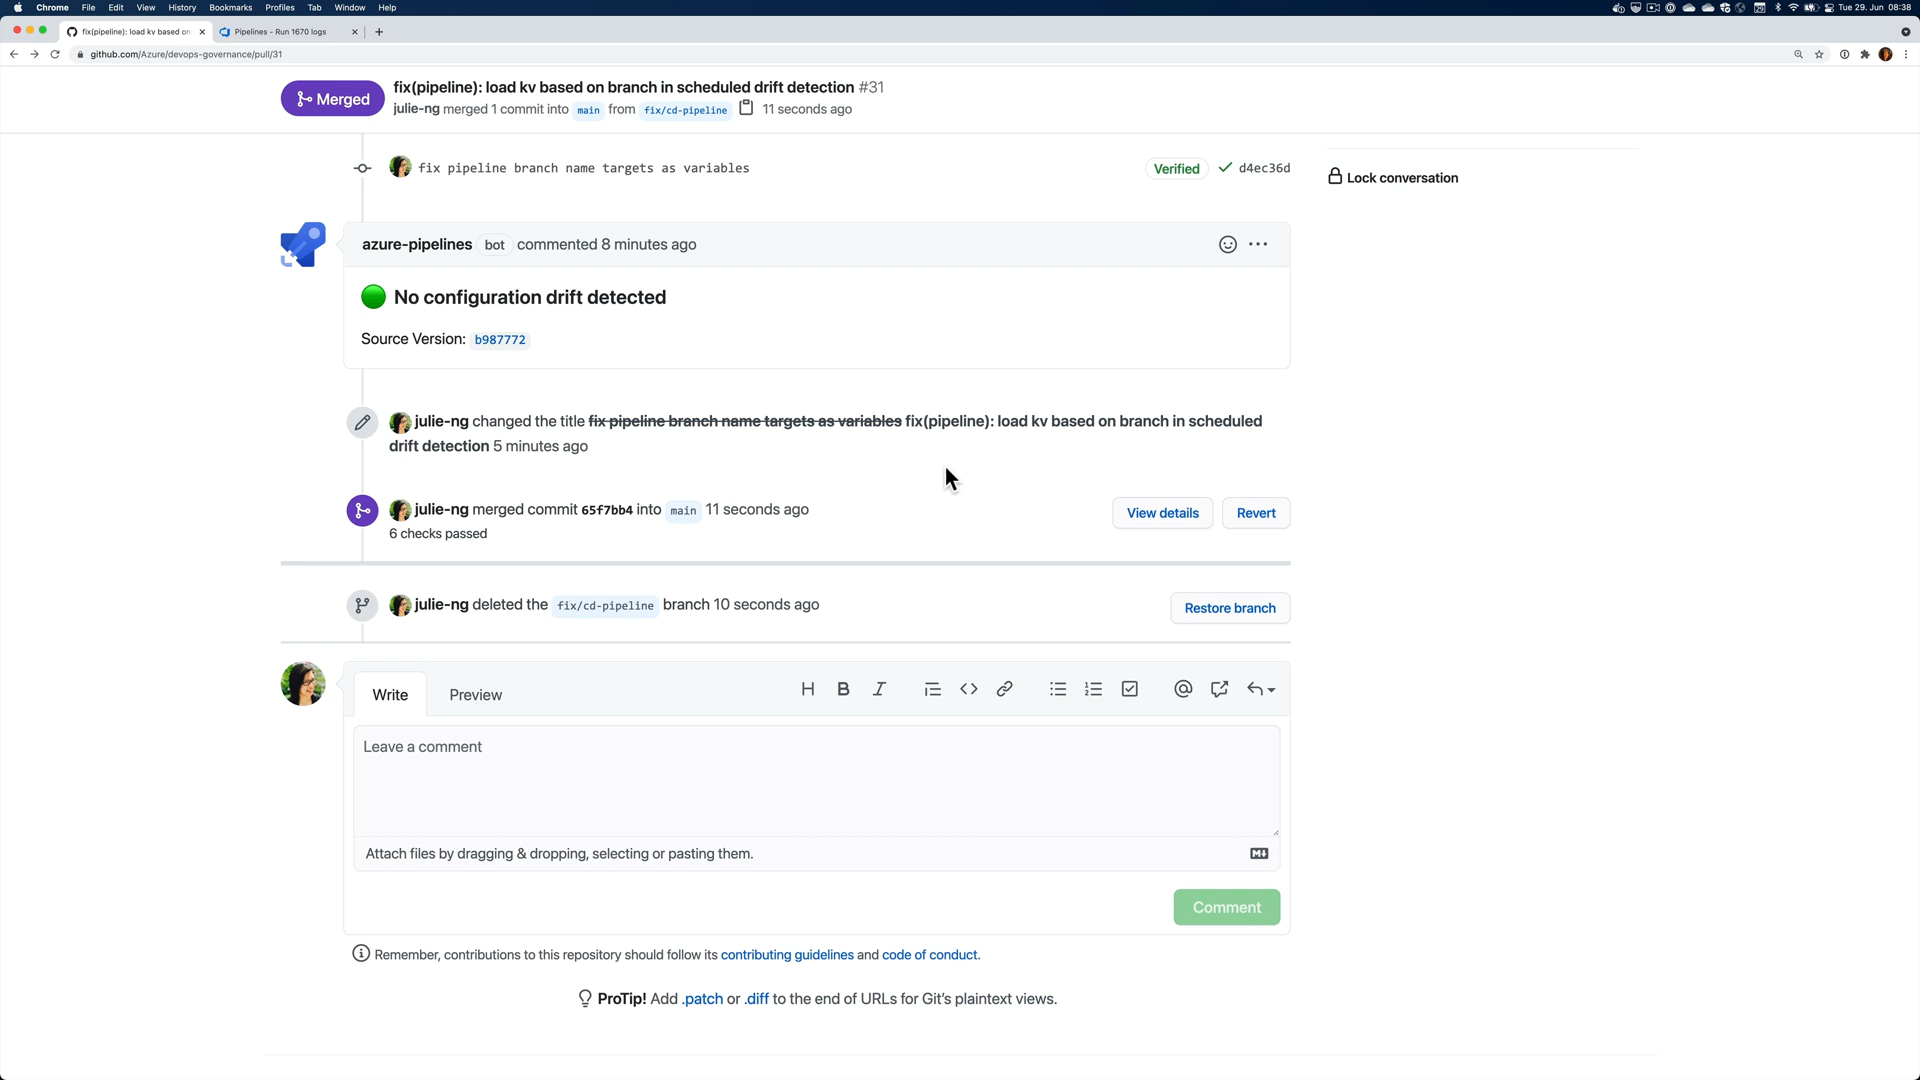 Chrome File Edit View History Bookmarks Profiles Tab Window Help
Tue 29. Jun 08:38
fix(pipeline): load kv based on
Pipelines - Run 1670 logs
github.com/Azure/devops-governance/pull/31
Merged
fix(pipeline): load kv based on branch in scheduled drift detection #31
julie-ng merged 1 commit into main from fix/cd-pipeline 11 seconds ago
fix pipeline branch name targets as variables
Verified
d4ec36d
Lock conversation
azure-pipelines bot commented 8 minutes ago
No configuration drift detected
Source Version: b987772
julie-ng changed the title fix pipeline branch name targets as variables fix(pipeline): load kv based on branch in scheduled
drift detection 5 minutes ago
julie-ng merged commit 65f7bb4 into main 11 seconds ago
6 checks passed
View details
Revert
julie-ng deleted the fix/cd-pipeline branch 10 seconds ago
Restore branch
Write
Preview
Leave a comment
Attach files by dragging & dropping, selecting or pasting them.
Comment
Remember, contributions to this repository should follow its contributing guidelines and code of conduct.
ProTip! Add .patch or .diff to the end of URLs for Git’s plaintext views.